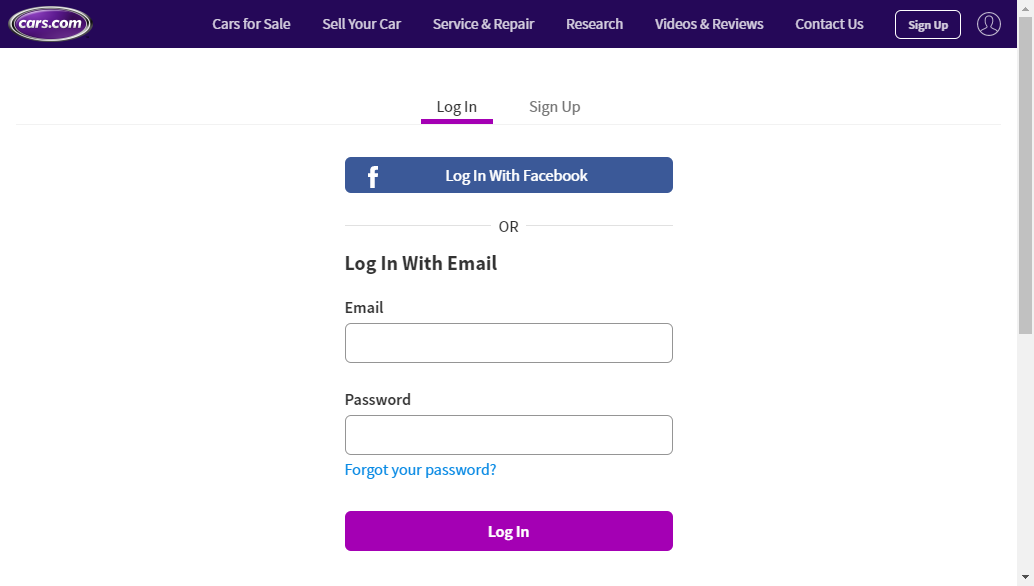 cars.com Cars for Sale Sell Your Car Service & Repair Research Videos & Reviews Contact Us Sign Up
Log In Sign Up
f Log In With Facebook
OR
Log In With Email
Email
Password
Forgot your password?
Log In